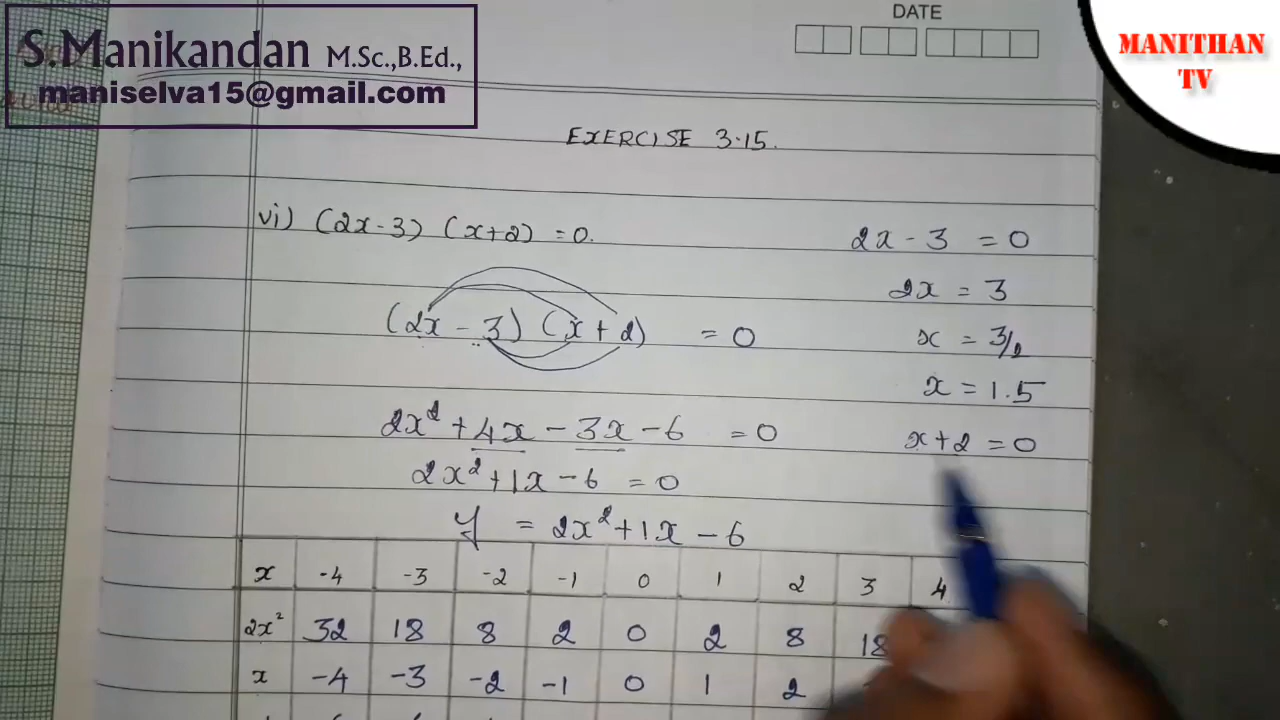 S.Manikandan M.Sc.,B.Ed.,
maniselva15@gmail.com
DATE
MANITHAN
TV
EXERCISE 3.15.
vi) (2x-3) (x+2) =0.
(2x - 3) (x + 2) = 0
2x² + 4x - 3x - 6 = 0
2x² + 1x - 6 = 0
y = 2x² + 1x - 6
2x - 3 = 0
2x = 3
x = 3/2
x = 1.5
x+2 = 0
x -4 -3 -2 -1 0 1 2 3 4
2x² 32 18 8 2 0 2 8 18
x -4 -3 -2 -1 0 1 2